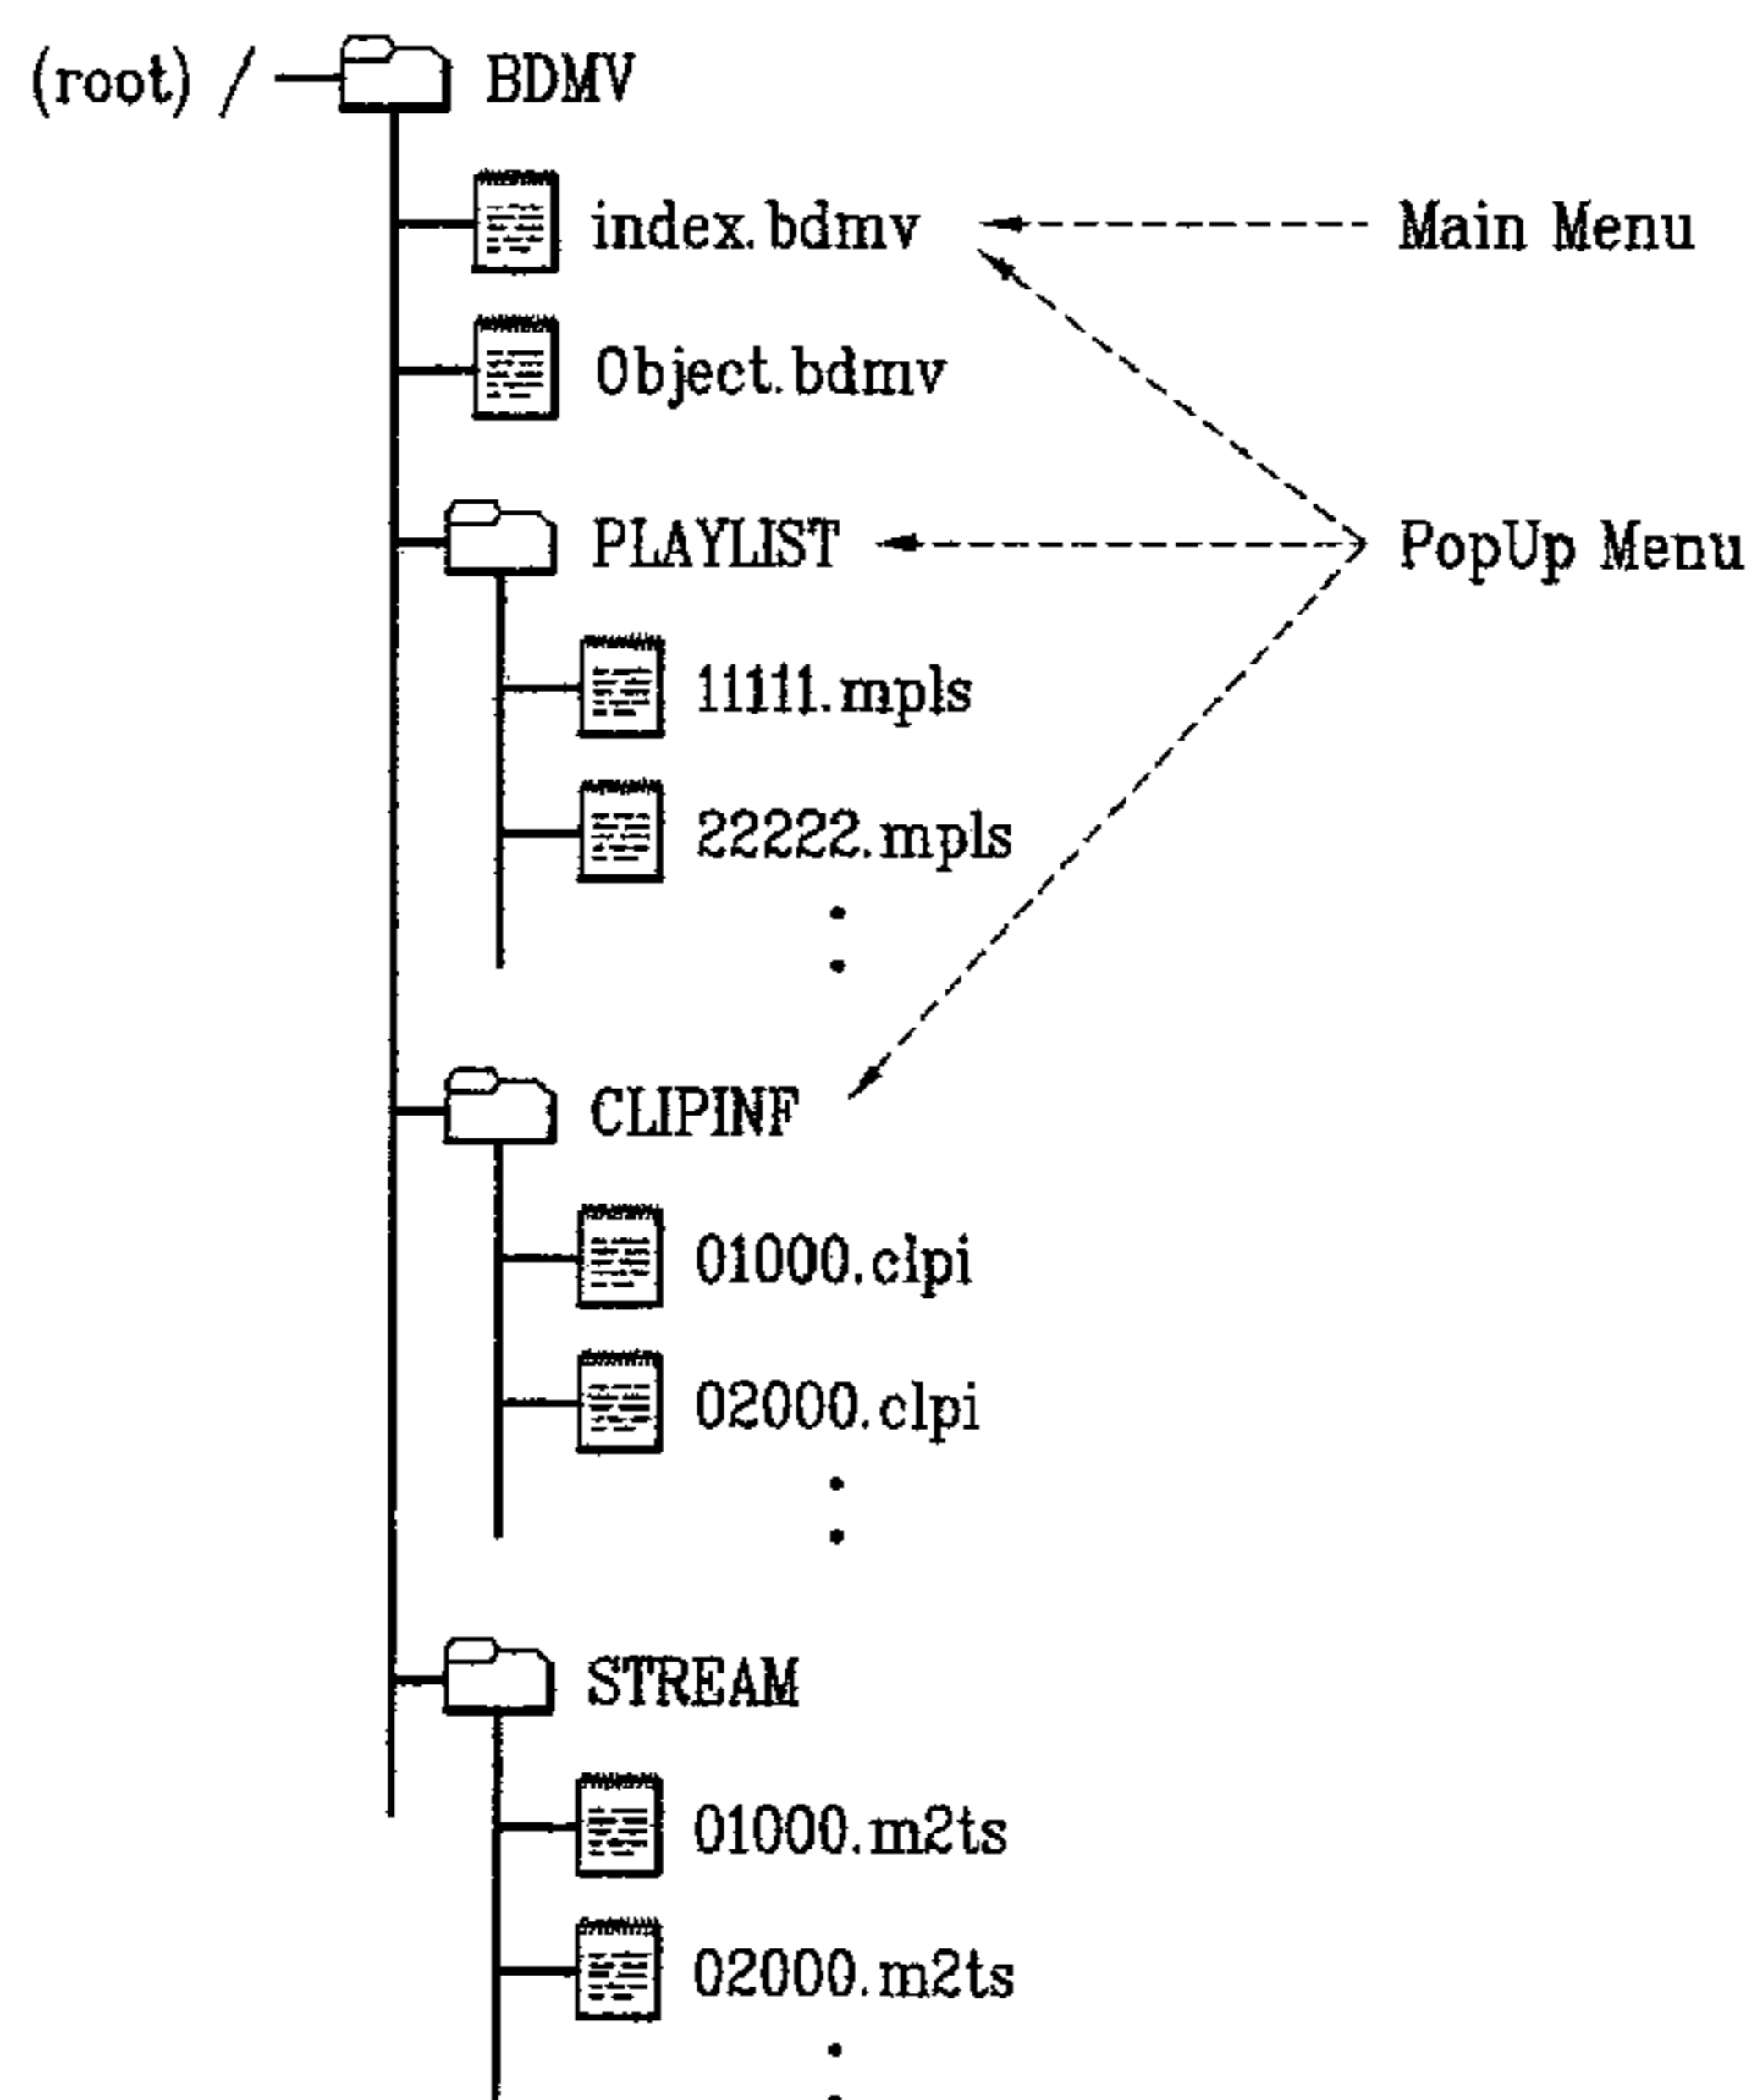 (root) / BDMV
index.bdmv Main Menu
Object.bdmv
PLAYLIST PopUp Menu
11111.mpls
22222.mpls
CLIPINF
01000.clpi
02000.clpi
STREAM
01000.m2ts
02000.m2ts